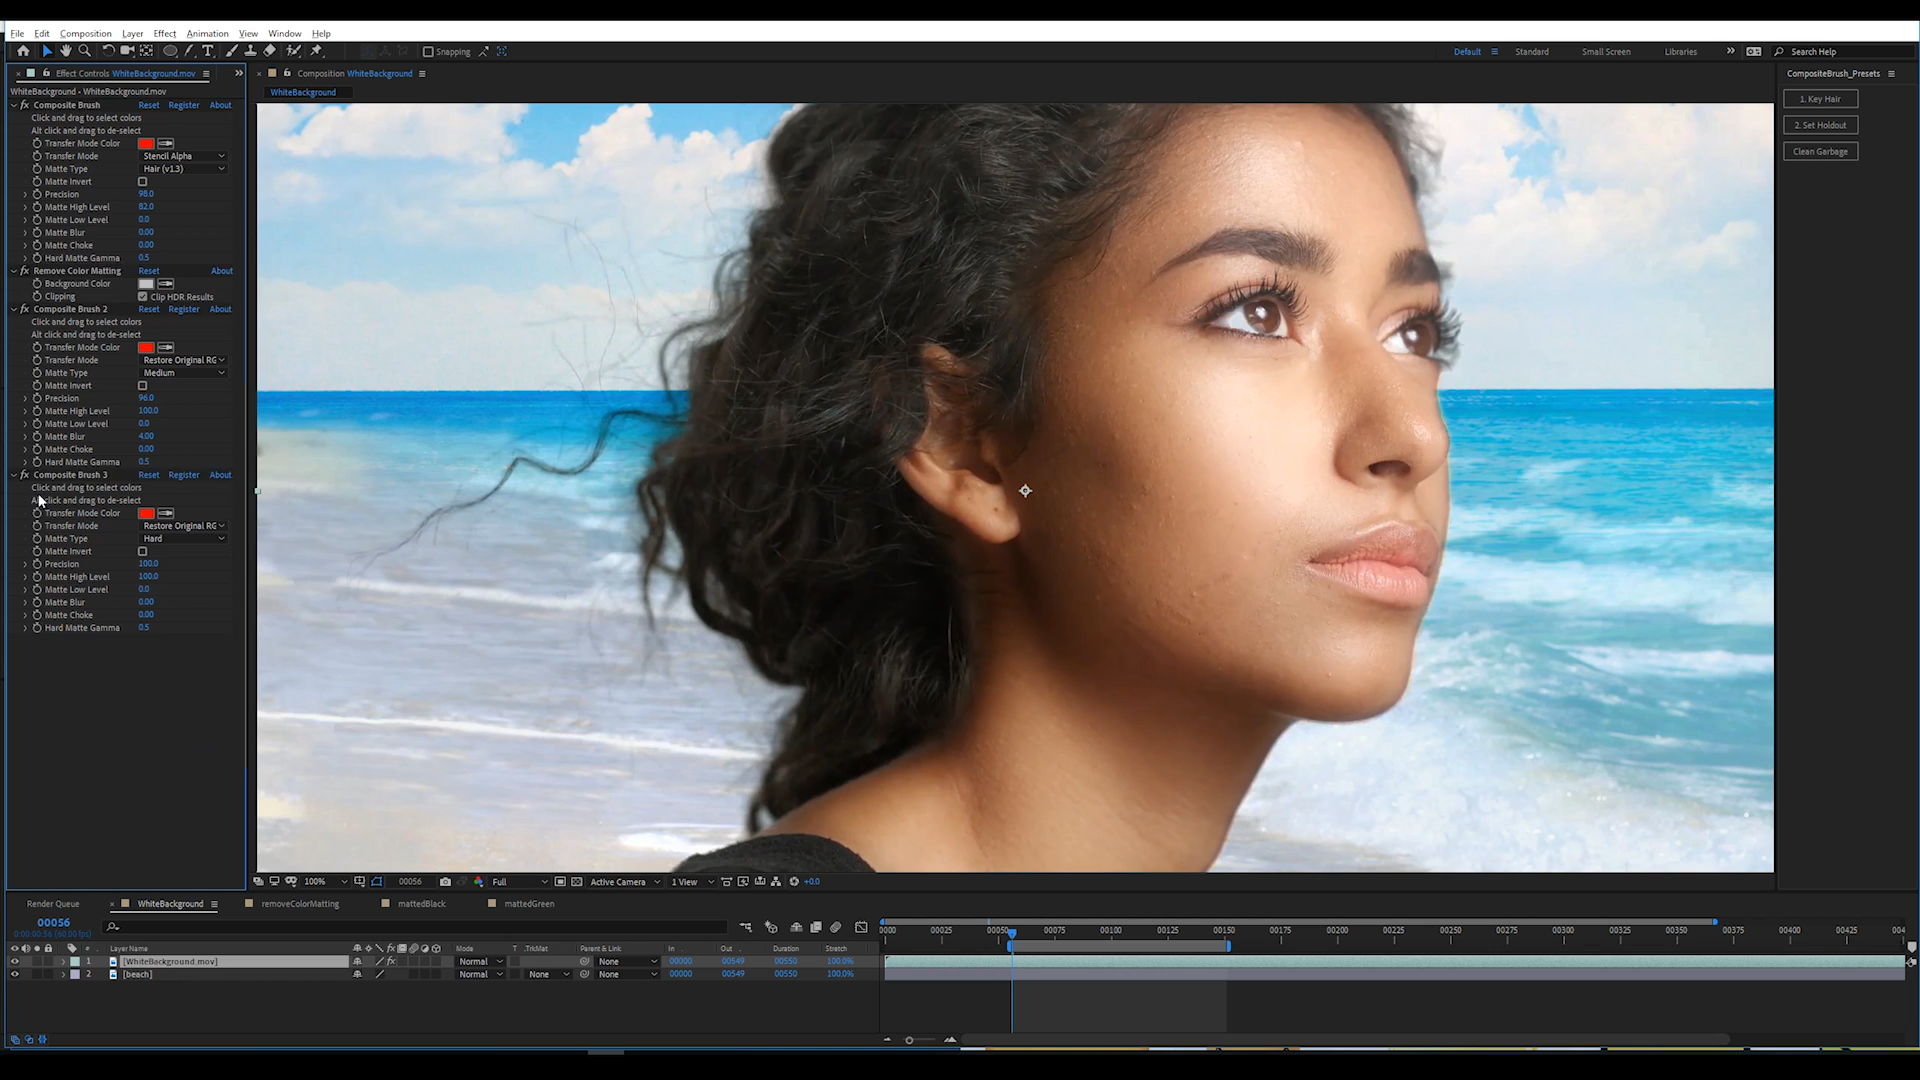 File Edit Composition Layer Effect Animation View Window Help
Snapping
Default Standard Small Screen Libraries Search Help
Effect Controls WhiteBackground.mov
Composition WhiteBackground
CompositeBrush_Presets
WhiteBackground • WhiteBackground.mov
WhiteBackground
1. Key Hair
2. Set Holdout
Clean Garbage
Composite Brush Reset Register About
Click and drag to select colors
Alt click and drag to de-select
Transfer Mode Color
Transfer Mode Stencil Alpha
Matte Type Hair (v1.3)
Matte Invert
Precision 98.0
Matte High Level 82.0
Matte Low Level 0.0
Matte Blur 0.00
Matte Choke 0.00
Hard Matte Gamma 0.5
Remove Color Matting Reset About
Background Color
Clipping Clip HDR Results
Composite Brush 2 Reset Register About
Click and drag to select colors
Alt click and drag to de-select
Transfer Mode Color
Transfer Mode Restore Original RG
Matte Type Medium
Matte Invert
Precision 96.0
Matte High Level 100.0
Matte Low Level 0.0
Matte Blur 4.00
Matte Choke 0.00
Hard Matte Gamma 0.5
Composite Brush 3 Reset Register About
Click and drag to select colors
click and drag to de-select
Transfer Mode Color
Transfer Mode Restore Original RG
Matte Type Hard
Matte Invert
Precision 100.0
Matte High Level 100.0
Matte Low Level 0.0
Matte Blur 0.00
Matte Choke 0.00
Hard Matte Gamma 0.5
100% 00056 Full Active Camera 1 View +0.0
Render Queue WhiteBackground removeColorMatting mattedBlack mattedGreen
00056
0:00:00:56 (60.00 fps)
0000 00025 00050 00100 00125 00150 00175 00200 00225 00250 00275 00300 00325 00350 00375 00400 00425
# Layer Name Mode T .TrkMat Parent & Link In Out Duration Stretch
1 [WhiteBackground.mov] Normal None 00000 00549 00550 100.0%
2 [beach] Normal None None 00000 00549 00550 100.0%